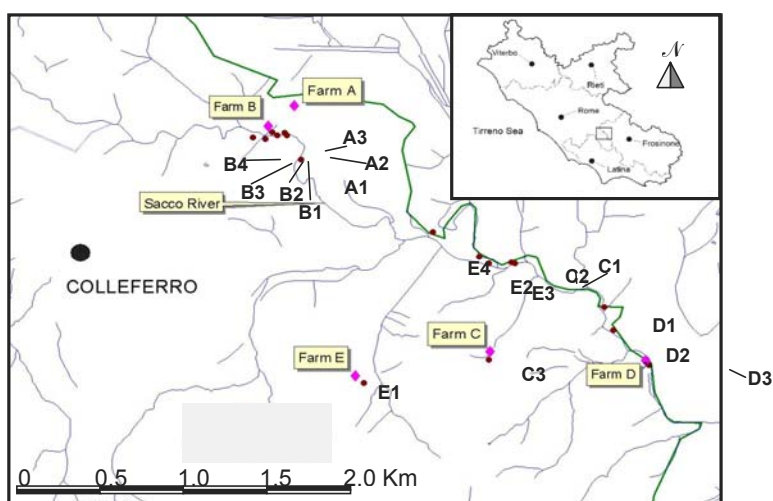 Viterbo
Rieti
N
Rome
Tirreno Sea
Frosinone
Latina
Farm A
Farm B
A3
B4
A2
B3
B2
A1
Sacco River
B1
COLLEFERRO
E4
C2
C1
E2
E3
Farm C
D1
D2
Farm E
C3
Farm D
D3
E1
0 0.5 1.0 1.5 2.0 Km